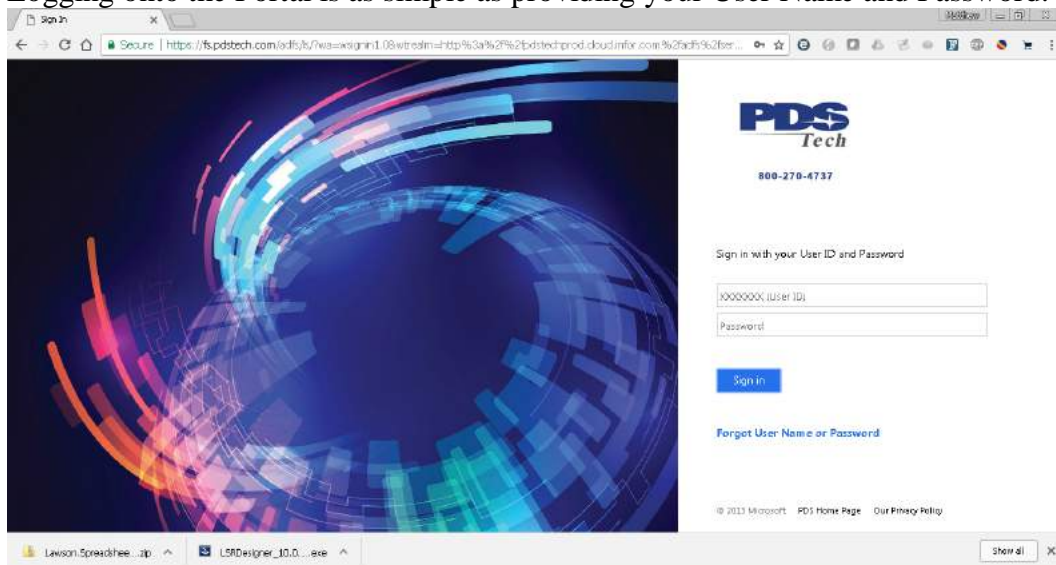 Logging onto the Portal is as simple as providing your User Name and Password.
Sign In
Secure | https://fs.pdstech.com/adfs/ls/?wa=wsignin1.0&wtrealm=http%3a%2f%2fpdstechprod.cloud.infor.com%2fadfs%2fser...
PDS
Tech
800-270-4737
Sign in with your User ID and Password
(User ID)
Password
Sign in
Forgot User Name or Password
© 2013 Microsoft PDS Home Page Our Privacy Policy
Lawson.Spreadshee...zip LSRDesigner_10.0....exe Show all